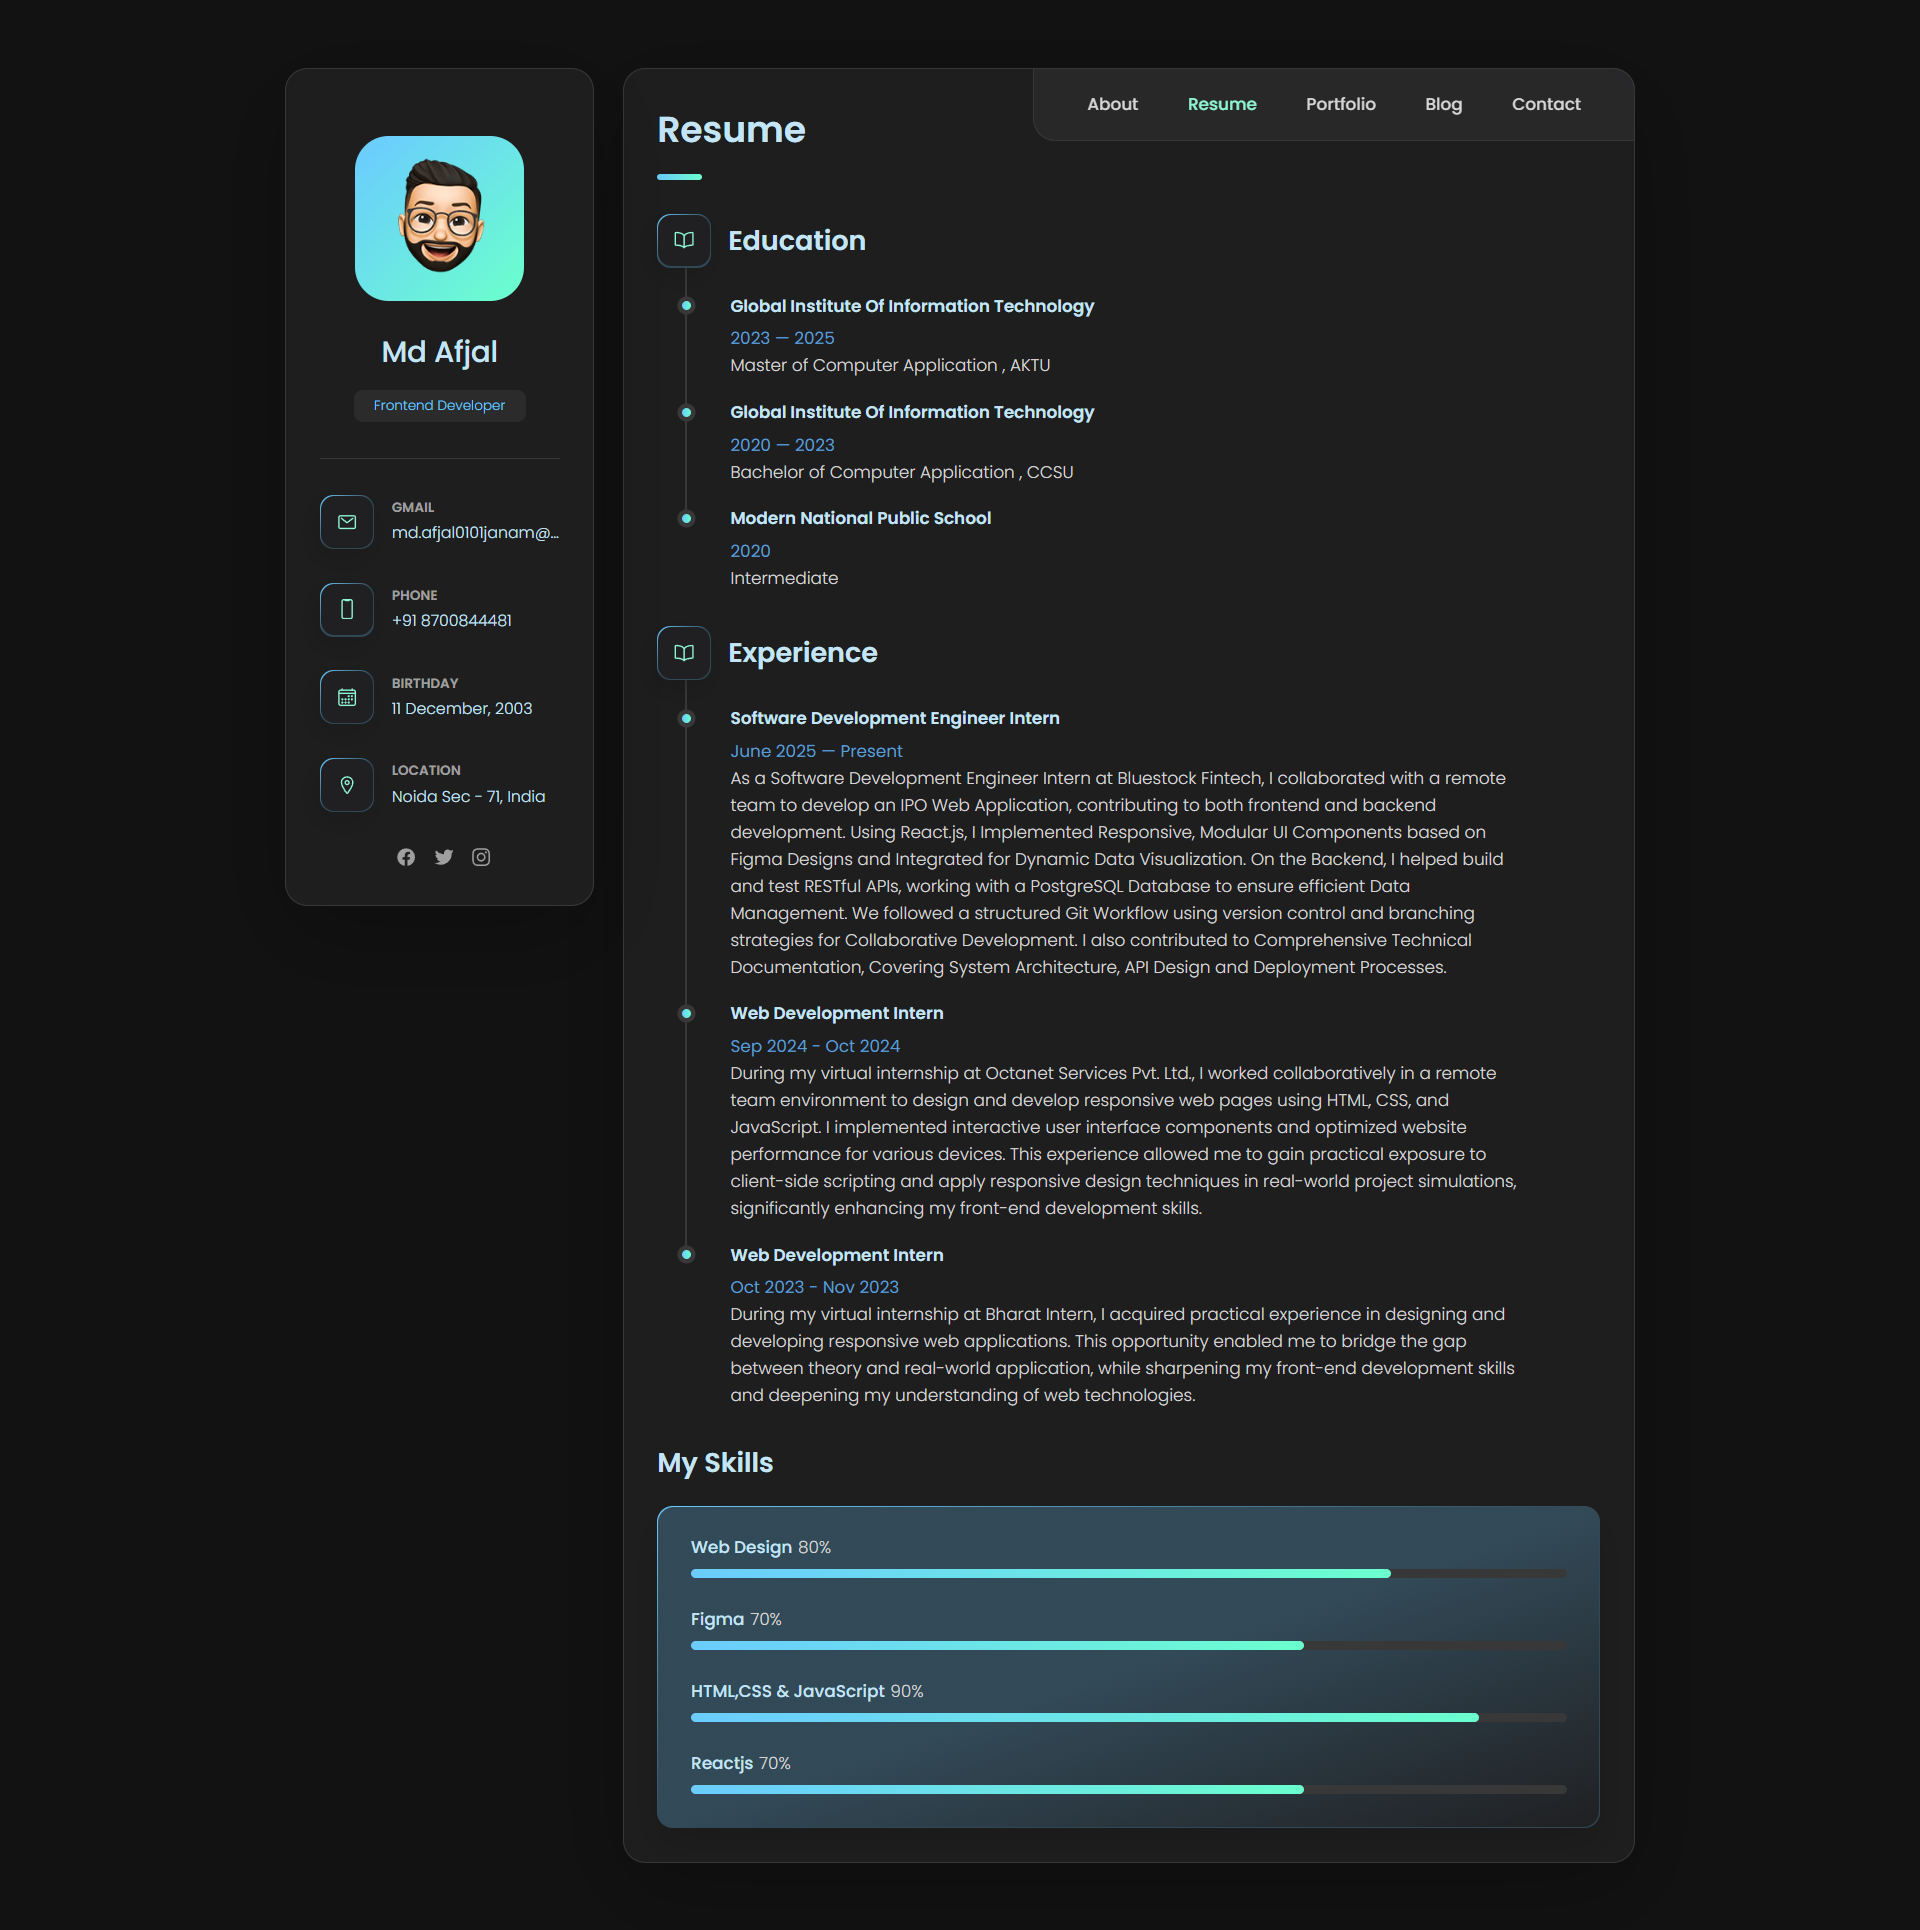 Md Afjal
Frontend Developer
GMAIL
md.afjal0101janam@...
PHONE
+91 8700844481
BIRTHDAY
11 December, 2003
LOCATION
Noida Sec - 71, India
About
Resume
Portfolio
Blog
Contact
Resume
Education
Global Institute Of Information Technology
2023 — 2025
Master of Computer Application , AKTU
Global Institute Of Information Technology
2020 — 2023
Bachelor of Computer Application , CCSU
Modern National Public School
2020
Intermediate
Experience
Software Development Engineer Intern
June 2025 — Present
As a Software Development Engineer Intern at Bluestock Fintech, I collaborated with a remote
team to develop an IPO Web Application, contributing to both frontend and backend
development. Using React.js, I Implemented Responsive, Modular UI Components based on
Figma Designs and Integrated for Dynamic Data Visualization. On the Backend, I helped build
and test RESTful APIs, working with a PostgreSQL Database to ensure efficient Data
Management. We followed a structured Git Workflow using version control and branching
strategies for Collaborative Development. I also contributed to Comprehensive Technical
Documentation, Covering System Architecture, API Design and Deployment Processes.
Web Development Intern
Sep 2024 - Oct 2024
During my virtual internship at Octanet Services Pvt. Ltd., I worked collaboratively in a remote
team environment to design and develop responsive web pages using HTML, CSS, and
JavaScript. I implemented interactive user interface components and optimized website
performance for various devices. This experience allowed me to gain practical exposure to
client-side scripting and apply responsive design techniques in real-world project simulations,
significantly enhancing my front-end development skills.
Web Development Intern
Oct 2023 - Nov 2023
During my virtual internship at Bharat Intern, I acquired practical experience in designing and
developing responsive web applications. This opportunity enabled me to bridge the gap
between theory and real-world application, while sharpening my front-end development skills
and deepening my understanding of web technologies.
My Skills
Web Design 80%
Figma 70%
HTML,CSS & JavaScript 90%
Reactjs 70%